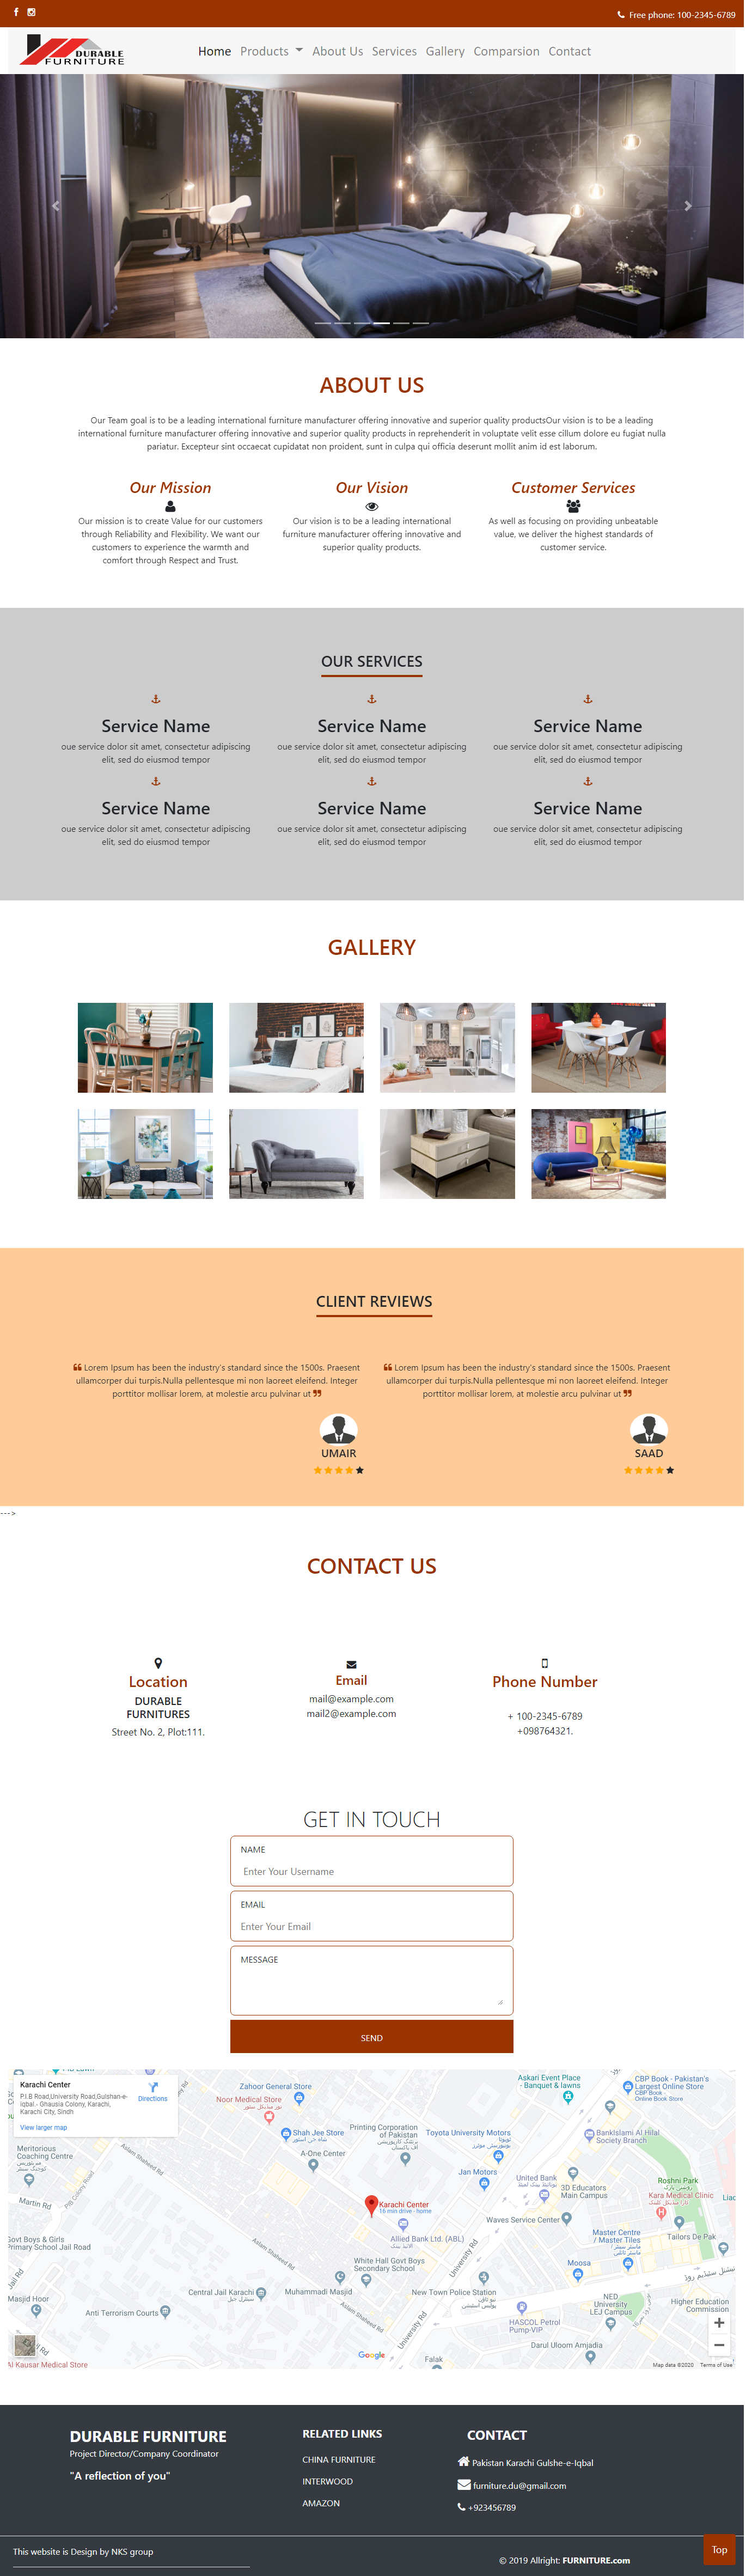 Free phone: 100-2345-6789
DURABLE
FURNITURE
Home Products About Us Services Gallery Comparsion Contact
ABOUT US
Our Team goal is to be a leading international furniture manufacturer offering innovative and superior quality productsOur vision is to be a leading
international furniture manufacturer offering innovative and superior quality products in reprehenderit in voluptate velit esse cillum dolore eu fugiat nulla
pariatur. Excepteur sint occaecat cupidatat non proident, sunt in culpa qui officia deserunt mollit anim id est laborum.
Our Mission
Our mission is to create Value for our customers
through Reliability and Flexibility. We want our
customers to experience the warmth and
comfort through Respect and Trust.
Our Vision
Our vision is to be a leading international
furniture manufacturer offering innovative and
superior quality products.
Customer Services
As well as focusing on providing unbeatable
value, we deliver the highest standards of
customer service.
OUR SERVICES
Service Name
oue service dolor sit amet, consectetur adipiscing
elit, sed do eiusmod tempor
Service Name
oue service dolor sit amet, consectetur adipiscing
elit, sed do eiusmod tempor
Service Name
oue service dolor sit amet, consectetur adipiscing
elit, sed do eiusmod tempor
Service Name
oue service dolor sit amet, consectetur adipiscing
elit, sed do eiusmod tempor
Service Name
oue service dolor sit amet, consectetur adipiscing
elit, sed do eiusmod tempor
Service Name
oue service dolor sit amet, consectetur adipiscing
elit, sed do eiusmod tempor
GALLERY
CLIENT REVIEWS
Lorem Ipsum has been the industry's standard since the 1500s. Praesent
ullamcorper dui turpis.Nulla pellentesque mi non laoreet eleifend. Integer
porttitor mollisar lorem, at molestie arcu pulvinar ut
UMAIR
Lorem Ipsum has been the industry's standard since the 1500s. Praesent
ullamcorper dui turpis.Nulla pellentesque mi non laoreet eleifend. Integer
porttitor mollisar lorem, at molestie arcu pulvinar ut
SAAD
--->
CONTACT US
Location
DURABLE
FURNITURES
Street No. 2, Plot:111.
Email
mail@example.com
mail2@example.com
Phone Number
+ 100-2345-6789
+098764321.
GET IN TOUCH
NAME
Enter Your Username
EMAIL
Enter Your Email
MESSAGE
SEND
Karachi Center
P.I.B Road,University Road,Gulshan-e-
iqbal - Ghausia Colony, Karachi,
Karachi City, Sindh
Directions
View larger map
Zahoor General Store
Noor Medical Store
Shah Jee Store
A-One Center
Printing Corporation
of Pakistan
Toyota University Motors
Askari Event Place
- Banquet & lawns
CBP Book - Pakistan's
Largest Online Store
CBP Book -
Online Book Store
BankIslami Al Hilal
Society Branch
Meritorious
Coaching Centre
Jan Motors
United Bank
3D Educators
Main Campus
Roshni Park
Kara Medical Clinic
Karachi Center
16 min drive - home
Allied Bank Ltd. (ABL)
Waves Service Center
Master Centre
/ Master Tiles
Tailors De Pak
Martin Rd
PIB Colony Road
Aslam Shaheed Rd
Govt Boys & Girls
Primary School Jail Road
White Hall Govt Boys
Secondary School
University Rd
Moosa
Central Jail Karachi
Muhammadi Masjid
New Town Police Station
NED
University
LEJ Campus
Higher Education
Commission
Masjid Hoor
Anti Terrorism Courts
HASCOL Petrol
Pump-VIP
Darul Uloom Amjadia
Al Kausar Medical Store
Google
Falak
Map data ©2020 Terms of Use
DURABLE FURNITURE
Project Director/Company Coordinator
"A reflection of you"
RELATED LINKS
CHINA FURNITURE
INTERWOOD
AMAZON
CONTACT
Pakistan Karachi Gulshe-e-Iqbal
furniture.du@gmail.com
+923456789
Top
This website is Design by NKS group
© 2019 Allright: FURNITURE.com